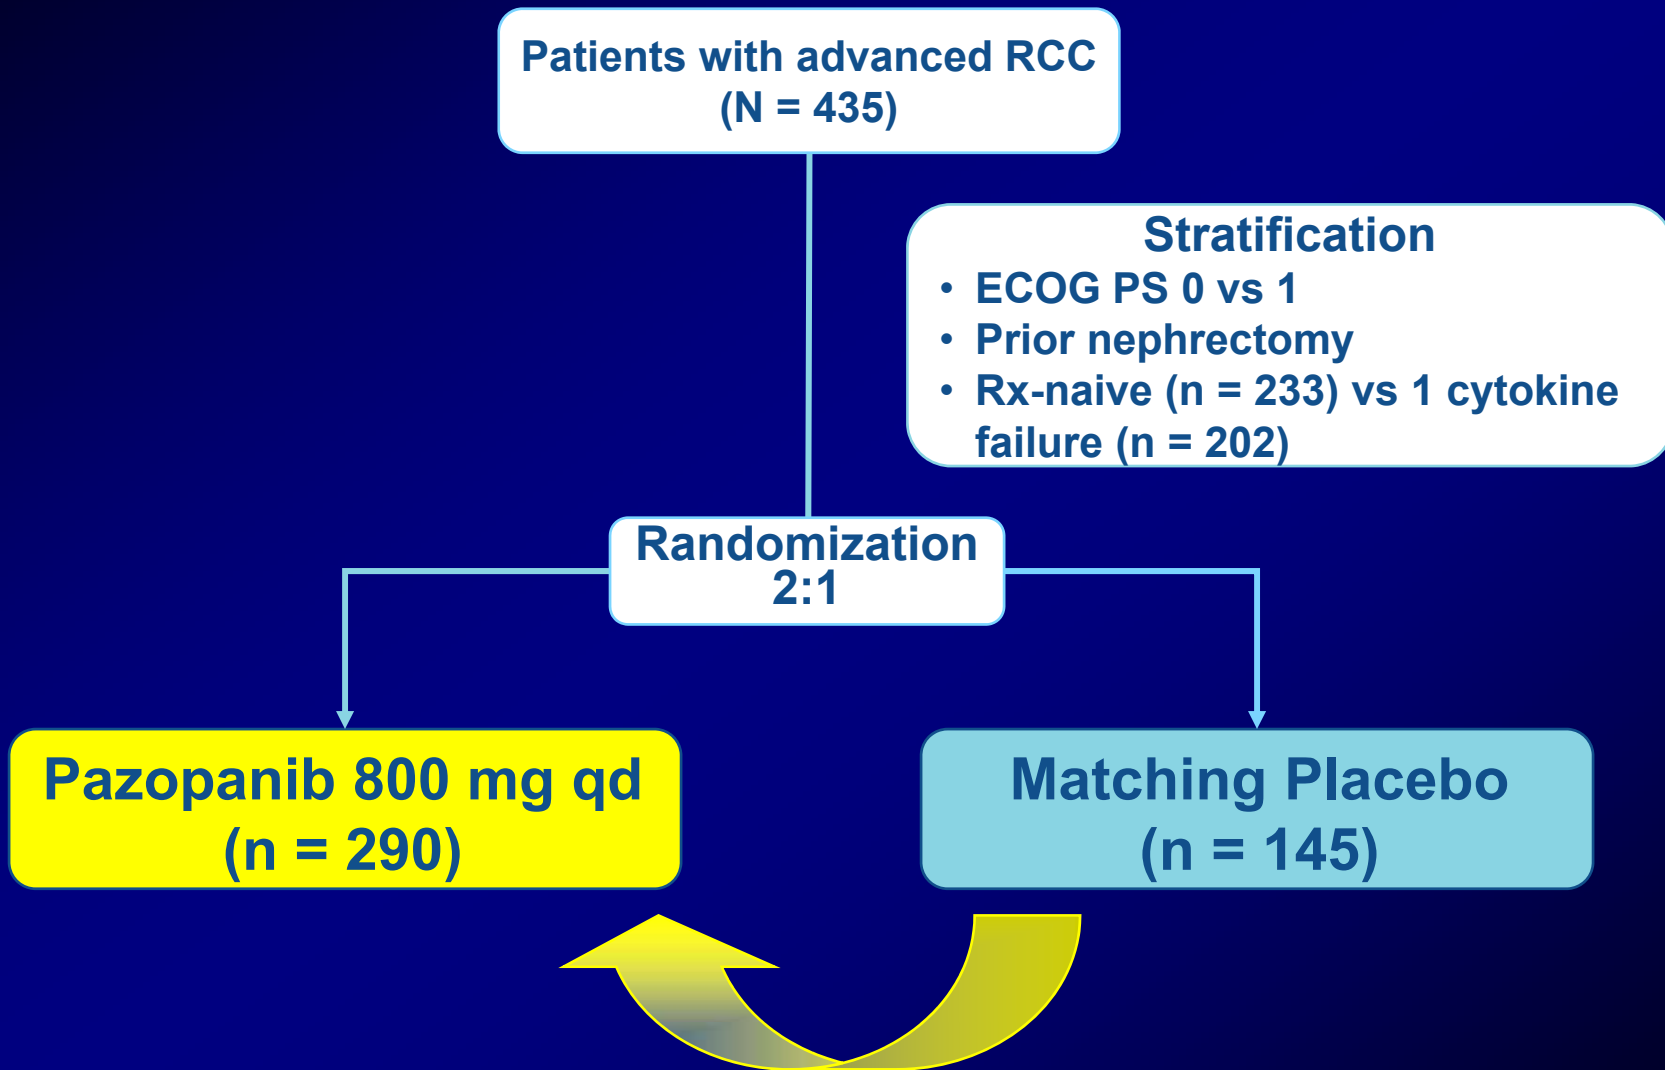 Patients with advanced RCC
(N = 435)
Stratification
• ECOG PS 0 vs 1
• Prior nephrectomy
• Rx-naive (n = 233) vs 1 cytokine
failure (n = 202)
Randomization
2:1
Pazopanib 800 mg qd
(n = 290)
Matching Placebo
(n = 145)